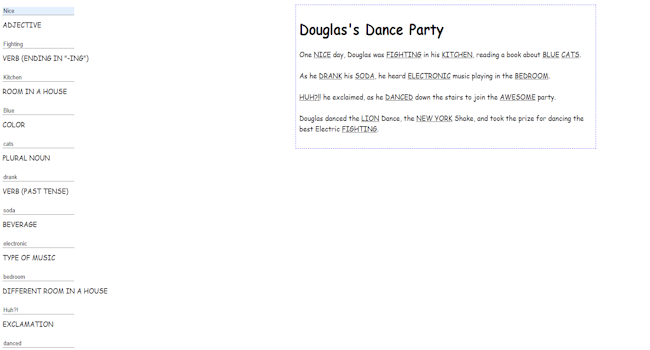 Nice
ADJECTIVE
Fighting
VERB (ENDING IN "-ING")
Kitchen
ROOM IN A HOUSE
Blue
COLOR
cats
PLURAL NOUN
drank
VERB (PAST TENSE)
soda
BEVERAGE
electronic
TYPE OF MUSIC
bedroom
DIFFERENT ROOM IN A HOUSE
Huh?!
EXCLAMATION
danced
Douglas's Dance Party
One NICE day, Douglas was FIGHTING in his KITCHEN, reading a book about BLUE CATS.
As he DRANK his SODA, he heard ELECTRONIC music playing in the BEDROOM.
HUH?!! he exclaimed, as he DANCED down the stairs to join the AWESOME party.
Douglas danced the LION Dance, the NEW YORK Shake, and took the prize for dancing the
best Electric FIGHTING.